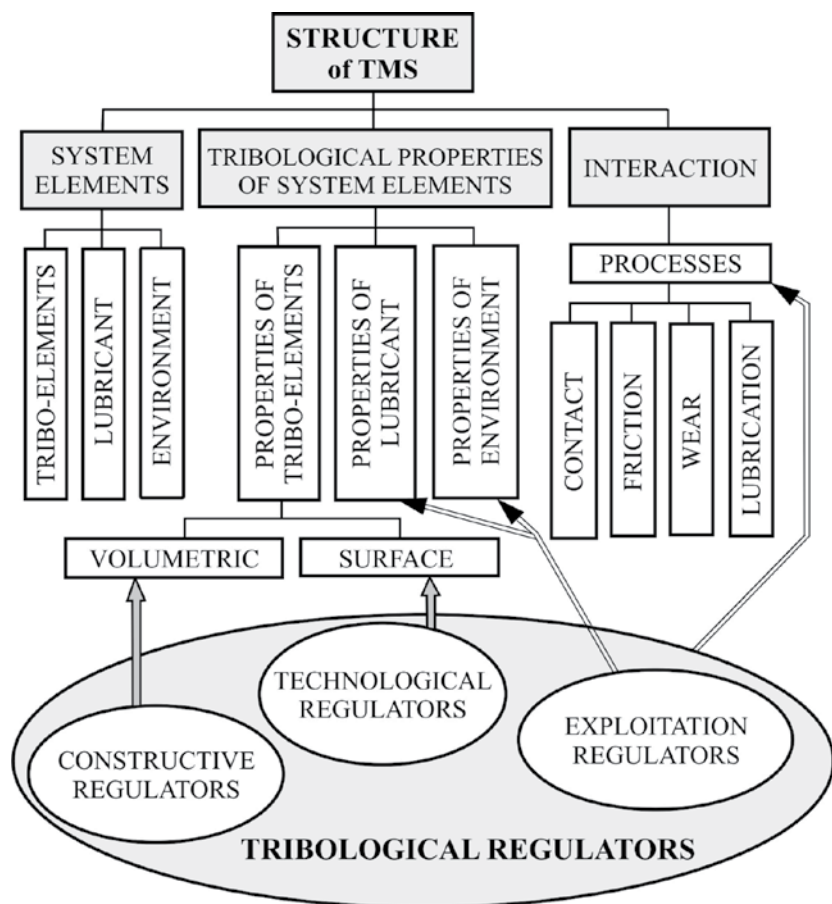 STRUCTURE
of TMS
SYSTEM
ELEMENTS
TRIBOLOGICAL PROPERTIES
OF SYSTEM ELEMENTS
INTERACTION
TRIBO-ELEMENTS
LUBRICANT
ENVIRONMENT
PROPERTIES OF
TRIBO-ELEMENTS
PROPERTIES OF
LUBRICANT
PROPERTIES OF
ENVIRONMENT
PROCESSES
CONTACT
FRICTION
WEAR
LUBRICATION
VOLUMETRIC
SURFACE
CONSTRUCTIVE
REGULATORS
TECHNOLOGICAL
REGULATORS
EXPLOITATION
REGULATORS
TRIBOLOGICAL REGULATORS